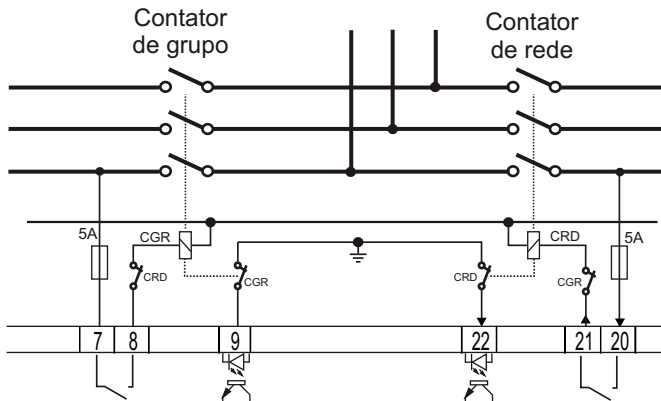 Contator
de grupo
Contator
de rede
5A
CGR
CRD
5A
CRD
CGR
CRD
CGR
7
8
9
22
21
20